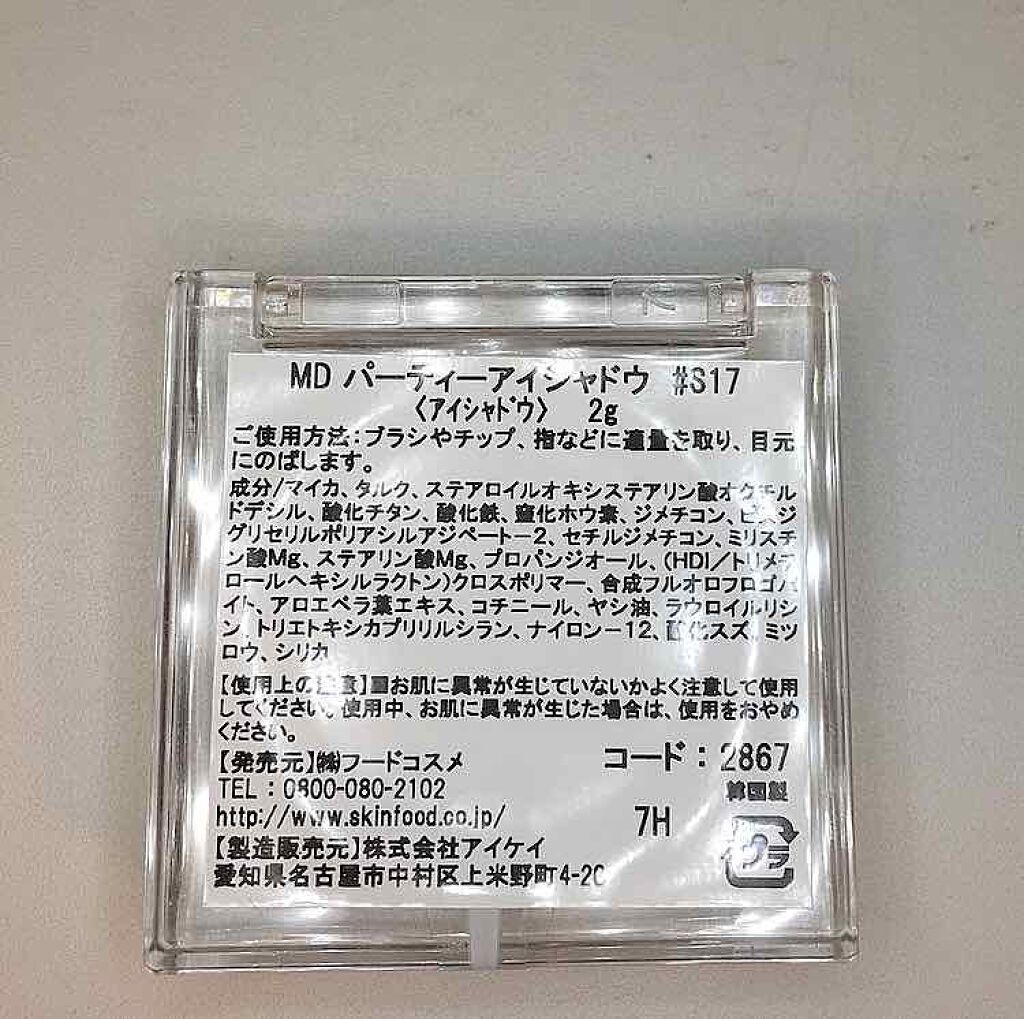 MD パーティーアイシャドウ #S17
〈アイシャドウ〉 2g
ご使用方法：ブラシやチップ、指などに適量を取り、目元
にのばします。
成分/マイカ、タルク、ステアロイルオキシステアリン酸オクチル
ドデシル、酸化チタン、酸化鉄、窒化ホウ素、ジメチコン、ビスジ
グリセリルポリアシルアジペート－2、セチルジメチコン、ミリスチ
ン酸Mg、ステアリン酸Mg、プロパンジオール、(HDI／トリメチ
ロールヘキシルラクトン)クロスポリマー、合成フルオロフロゴパ
イト、アロエベラ葉エキス、コチニール、ヤシ油、ラウロイルリシ
ン、トリエトキシカプリリルシラン、ナイロン－12、酸化スズ、ミツ
ロウ、シリカ
【使用上の注意】■お肌に異常が生じていないかよく注意して使用
してください。使用中、お肌に異常が生じた場合は、使用をおやめ
ください。
【発売元】㈱フードコスメ コード：2867
TEL：0800-080-2102 韓国製
http://www.skinfood.co.jp/ 7H
【製造販売元】株式会社アイケイ プラ
愛知県名古屋市中村区上米野町4-20